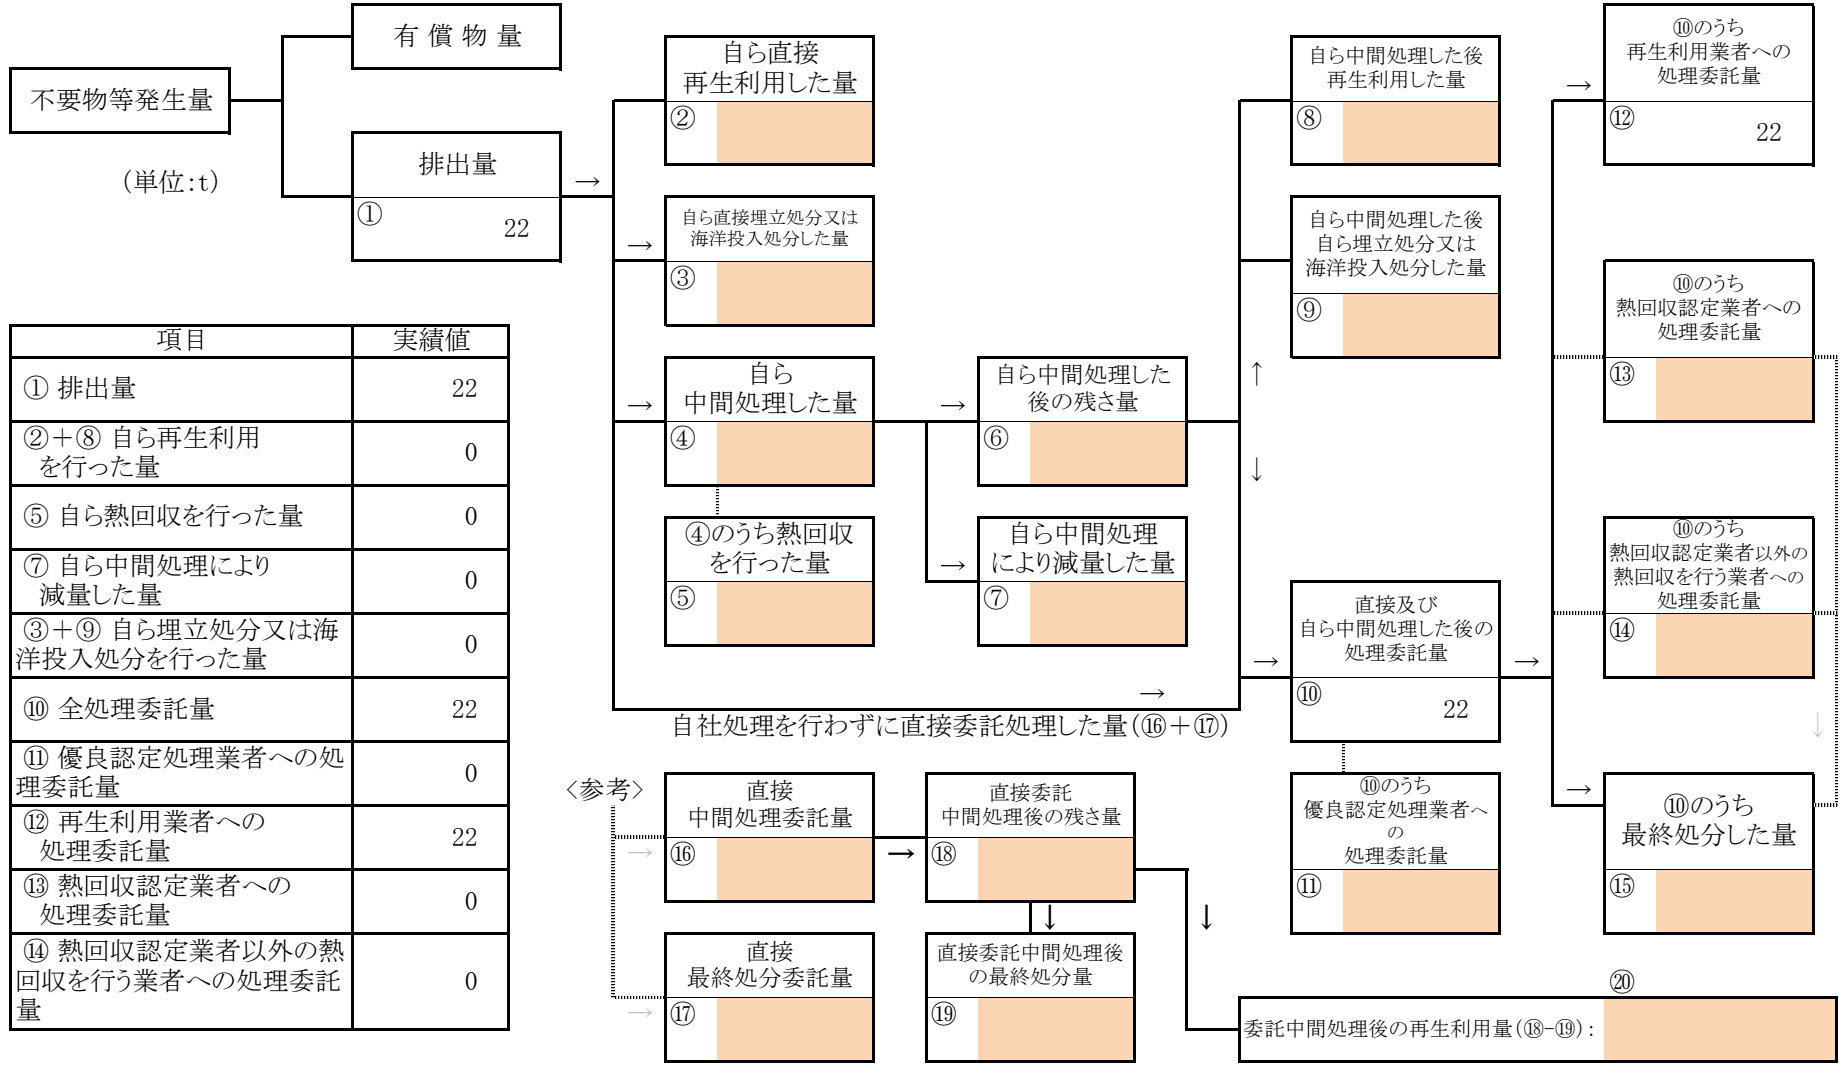 不要物等発生量
(単位:t)
有 償 物 量
排出量
→
①
22
自ら直接
再生利用した量
②
自ら直接埋立処分又は
海洋投入処分した量
→
③
自ら
中間処理した量
→
④
④のうち熱回収
を行った量
⑤
自ら中間処理した
後の残さ量
→
⑥
自ら中間処理
により減量した量
→
⑦
自ら中間処理した後
再生利用した量
⑧
自ら中間処理した後
自ら埋立処分又は
海洋投入処分した量
⑨
↑
↓
直接及び
自ら中間処理した後の
処理委託量
→
⑩
22
→
→
自社処理を行わずに直接委託処理した量(⑯+⑰)
⑩のうち
優良認定処理業者へ
の
処理委託量
⑪
⑩のうち
再生利用業者への
処理委託量
→
⑫
22
⑩のうち
熱回収認定業者への
処理委託量
⑬
⑩のうち
熱回収認定業者以外の
熱回収を行う業者への
処理委託量
⑭
↓
⑩のうち
最終処分した量
→
⑮
項目 実績値
① 排出量 22
②+⑧ 自ら再生利用
を行った量 0
⑤ 自ら熱回収を行った量 0
⑦ 自ら中間処理により
減量した量 0
③+⑨ 自ら埋立処分又は海
洋投入処分を行った量 0
⑩ 全処理委託量 22
⑪ 優良認定処理業者への処
理委託量 0
⑫ 再生利用業者への
処理委託量 22
⑬ 熱回収認定業者への
処理委託量 0
⑭ 熱回収認定業者以外の熱
回収を行う業者への処理委託
量 0
<参考>
直接
中間処理委託量
→
⑯
直接
最終処分委託量
→
⑰
直接委託
中間処理後の残さ量
→
⑱
↓
↓
直接委託中間処理後
の最終処分量
⑲
⑳
委託中間処理後の再生利用量(⑱-⑲):